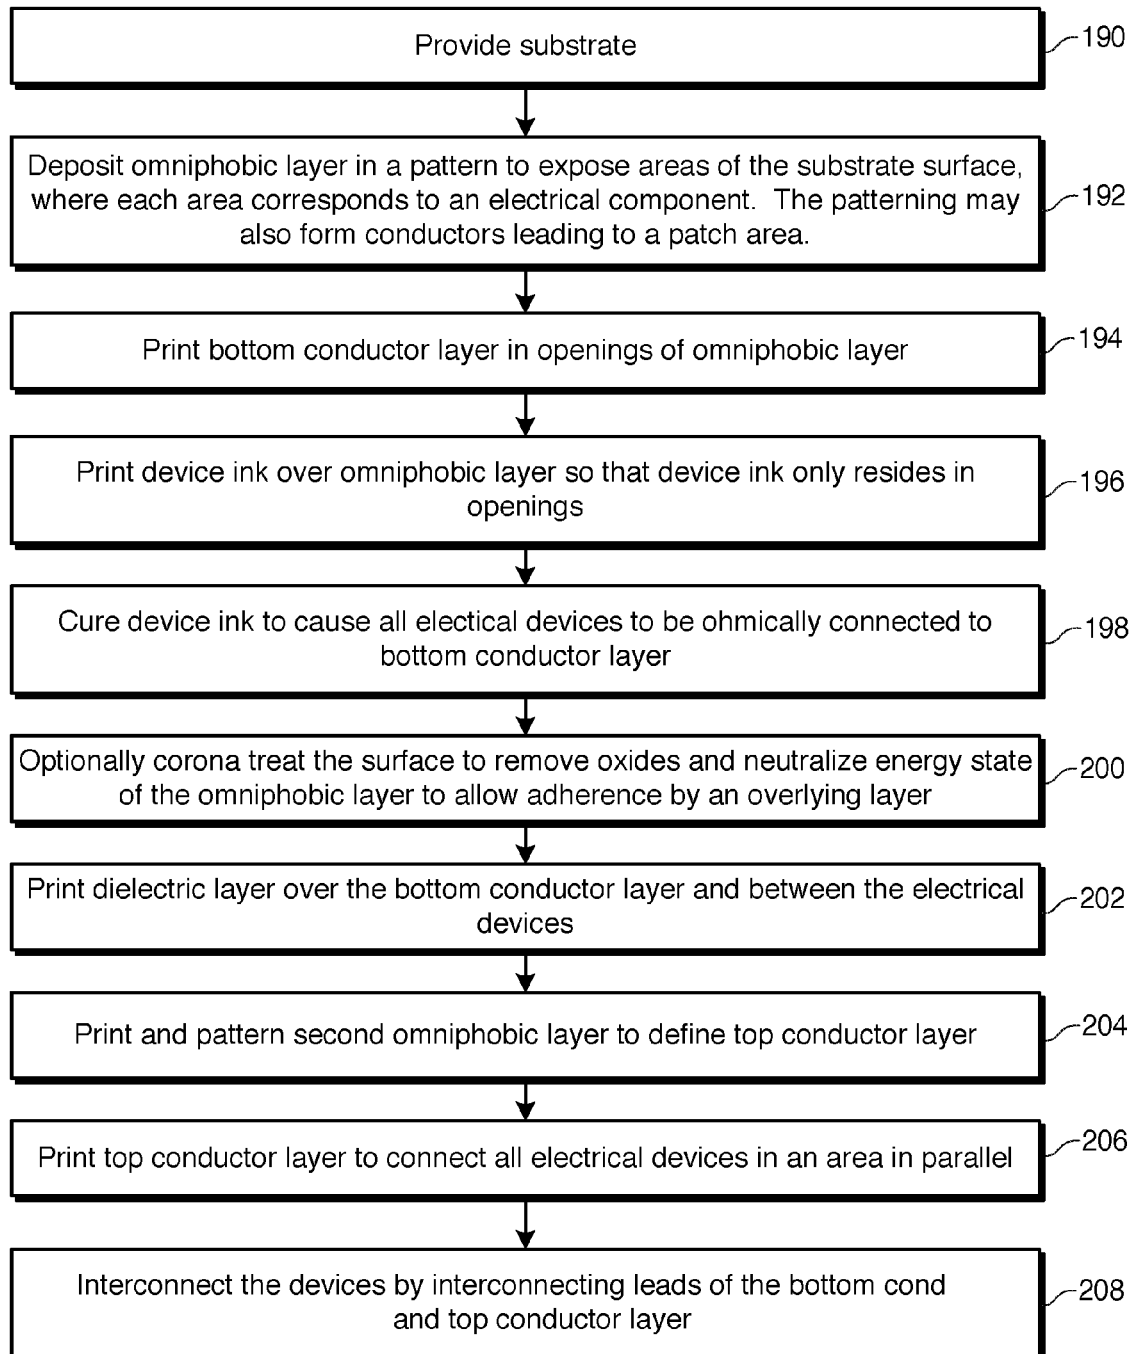 Provide substrate
190
Deposit omniphobic layer in a pattern to expose areas of the substrate surface,
where each area corresponds to an electrical component. The patterning may
also form conductors leading to a patch area.
192
Print bottom conductor layer in openings of omniphobic layer
194
Print device ink over omniphobic layer so that device ink only resides in
openings
196
Cure device ink to cause all electical devices to be ohmically connected to
bottom conductor layer
198
Optionally corona treat the surface to remove oxides and neutralize energy state
of the omniphobic layer to allow adherence by an overlying layer
200
Print dielectric layer over the bottom conductor layer and between the electrical
devices
202
Print and pattern second omniphobic layer to define top conductor layer
204
Print top conductor layer to connect all electrical devices in an area in parallel
206
Interconnect the devices by interconnecting leads of the bottom cond
and top conductor layer
208